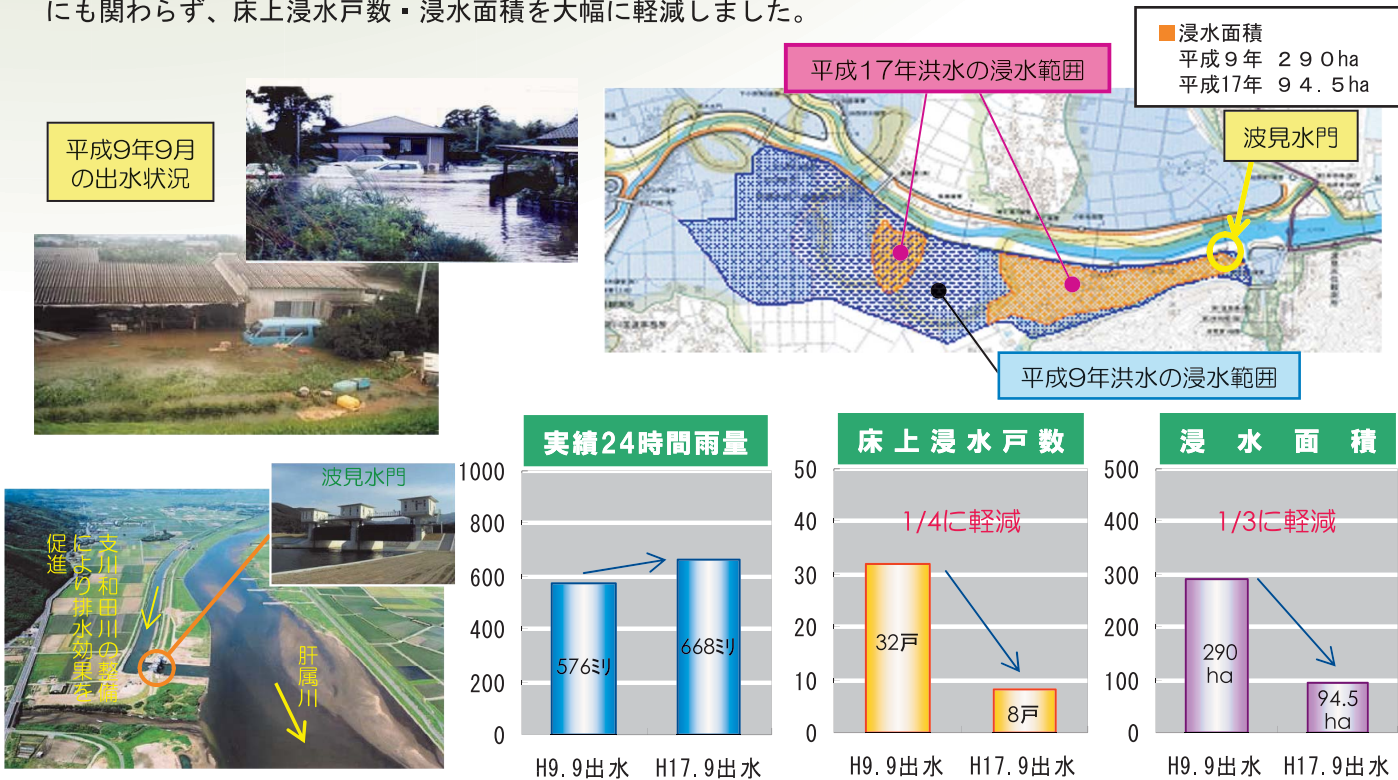 にも関わらず、床上浸水戸数・浸水面積を大幅に軽減しました。
■浸水面積
平成９年 ２９０ha
平成17年 ９４.５ha
平成17年洪水の浸水範囲
波見水門
平成9年9月
の出水状況
平成9年洪水の浸水範囲
波見水門
支川和田川の整備
により排水効果を
促進
肝属川
実績24時間雨量
1000
800
600
400
200
0
576ミリ
668ミリ
H9.9出水
H17.9出水
床上浸水戸数
50
40
30
20
10
0
1/4に軽減
32戸
8戸
H9.9出水
H17.9出水
浸水面積
500
400
300
200
100
0
1/3に軽減
290
ha
94.5
ha
H9.9出水
H17.9出水